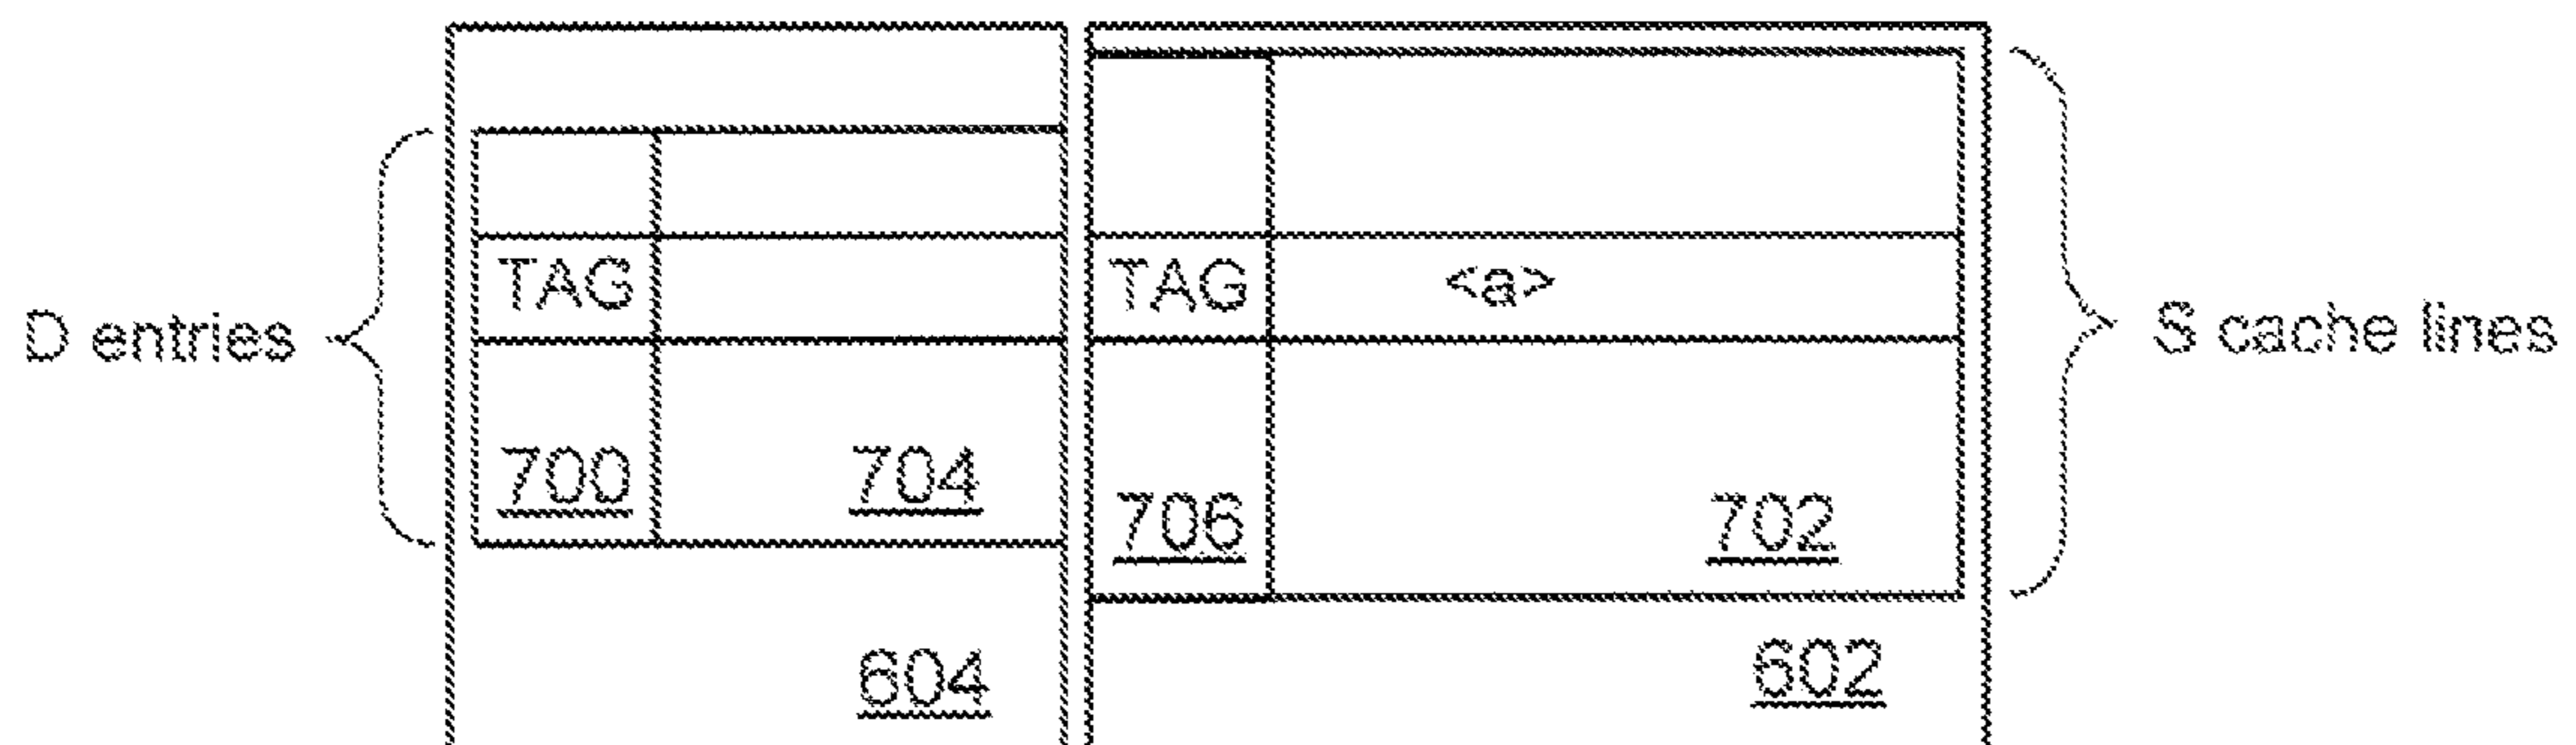 TAG
TAG <a>
D entries
S cache lines
700
704
706
702
604
602